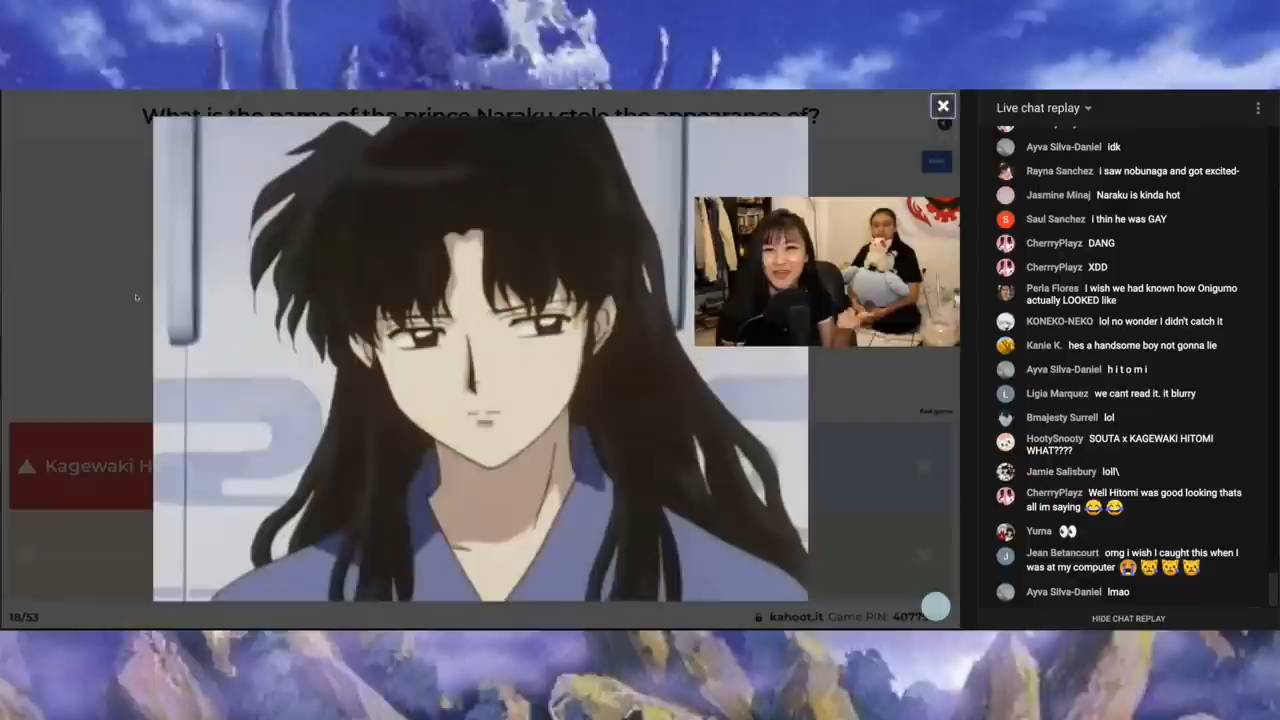 What is the name of the prince Naraku stole the appearance of?
Kagewaki H
18/53
kahoot.it Game PIN: 4077
Live chat replay
Ayva Silva-Daniel idk
Rayna Sanchez i saw nobunaga and got excited-
Jasmine Minaj Naraku is kinda hot
S
Saul Sanchez i thin he was GAY
CherrryPlayz DANG
CherrryPlayz XDD
Perla Flores I wish we had known how Onigumo
actually LOOKED like
KONEKO-NEKO lol no wonder I didn't catch it
Kanie K. hes a handsome boy not gonna lie
Ayva Silva-Daniel h i t o m i
L
Ligia Marquez we cant read it. it blurry
Bmajesty Surrell lol
HootySnooty SOUTA x KAGEWAKI HITOMI
WHAT????
Jamie Salisbury loll\
CherrryPlayz Well Hitomi was good looking thats
all im saying 😂 😂
Yuma 👀
J
Jean Betancourt omg i wish I caught this when I
was at my computer 😭 😿 😿 😿
Ayva Silva-Daniel lmao
HIDE CHAT REPLAY